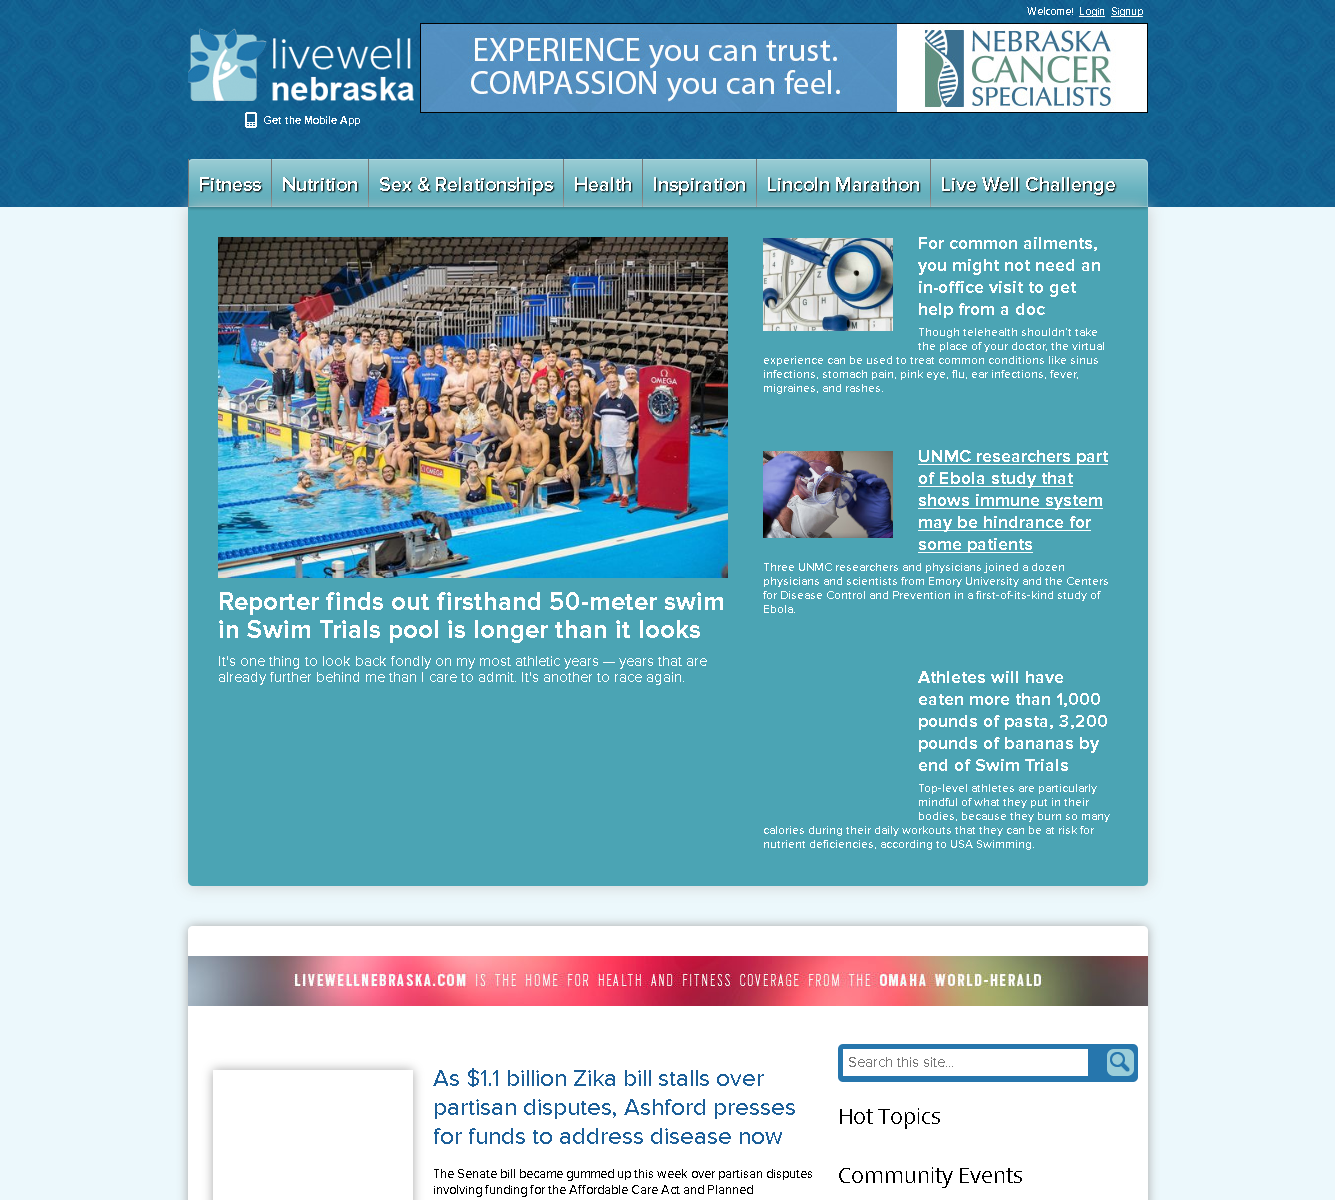 Welcome! Login Signup
livewell
nebraska
EXPERIENCE you can trust.
COMPASSION you can feel.
NEBRASKA
CANCER
SPECIALISTS
Get the Mobile App
Fitness Nutrition Sex & Relationships Health Inspiration Lincoln Marathon Live Well Challenge
OMEGA
OMEGA
Reporter finds out firsthand 50-meter swim
in Swim Trials pool is longer than it looks
It's one thing to look back fondly on my most athletic years — years that are
already further behind me than I care to admit. It's another to race again.
For common ailments,
you might not need an
in-office visit to get
help from a doc
Though telehealth shouldn't take
the place of your doctor, the virtual
experience can be used to treat common conditions like sinus
infections, stomach pain, pink eye, flu, ear infections, fever,
migraines, and rashes.
UNMC researchers part
of Ebola study that
shows immune system
may be hindrance for
some patients
Three UNMC researchers and physicians joined a dozen
physicians and scientists from Emory University and the Centers
for Disease Control and Prevention in a first-of-its-kind study of
Ebola.
Athletes will have
eaten more than 1,000
pounds of pasta, 3,200
pounds of bananas by
end of Swim Trials
Top-level athletes are particularly
mindful of what they put in their
bodies, because they burn so many
calories during their daily workouts that they can be at risk for
nutrient deficiencies, according to USA Swimming.
LIVEWELLNEBRASKA.COM IS THE HOME FOR HEALTH AND FITNESS COVERAGE FROM THE OMAHA WORLD-HERALD
As $1.1 billion Zika bill stalls over
partisan disputes, Ashford presses
for funds to address disease now
The Senate bill became gummed up this week over partisan disputes
involving funding for the Affordable Care Act and Planned
Search this site...
Hot Topics
Community Events